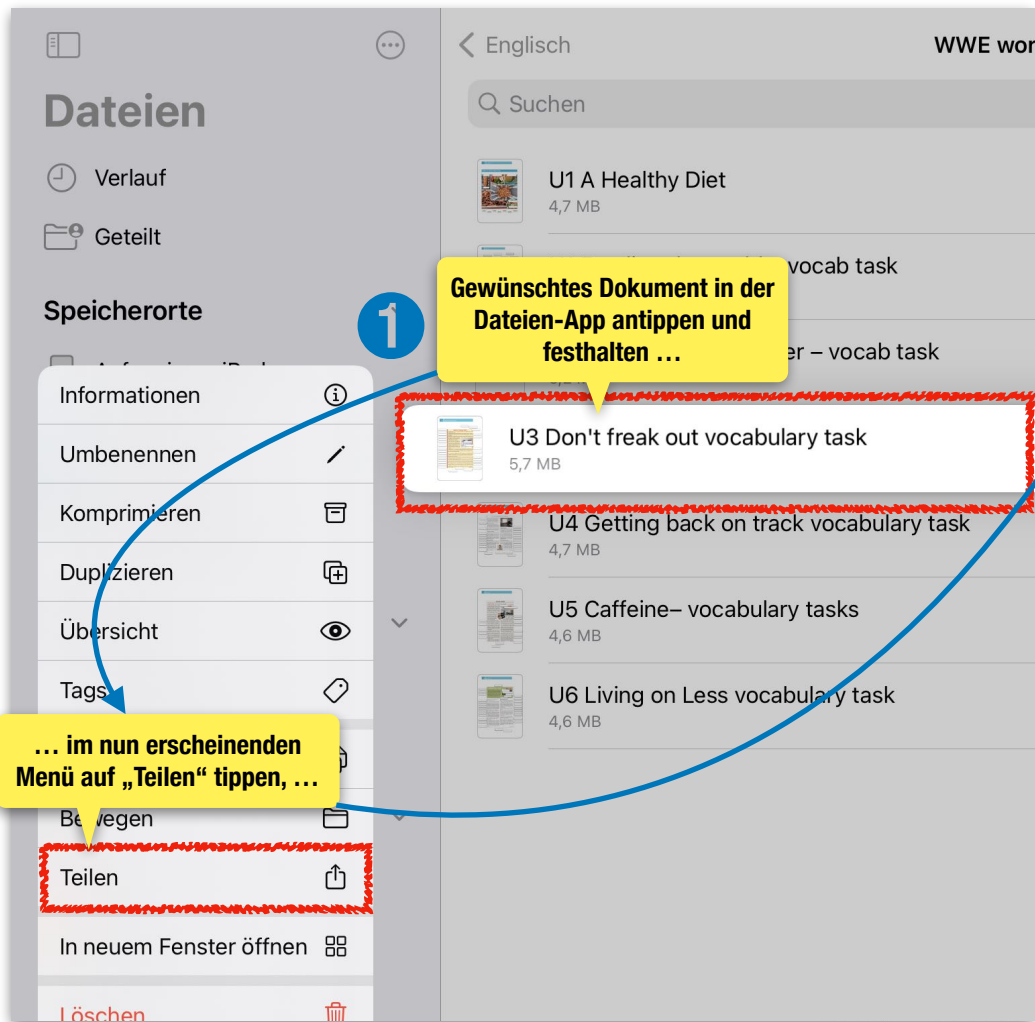 Dateien
Verlauf
Geteilt
Speicherorte
Informationen
Umbenennen
Komprimieren
Duplizieren
Übersicht
Tags
… im nun erscheinenden
Menü auf „Teilen“ tippen, …
Bewegen
Teilen
In neuem Fenster öffnen
Löschen
1
Gewünschtes Dokument in der
Dateien-App antippen und
festhalten …
Englisch
WWE wor
Suchen
U1 A Healthy Diet
4,7 MB
vocab task
er – vocab task
U3 Don't freak out vocabulary task
5,7 MB
U4 Getting back on track vocabulary task
4,7 MB
U5 Caffeine– vocabulary tasks
4,6 MB
U6 Living on Less vocabulary task
4,6 MB